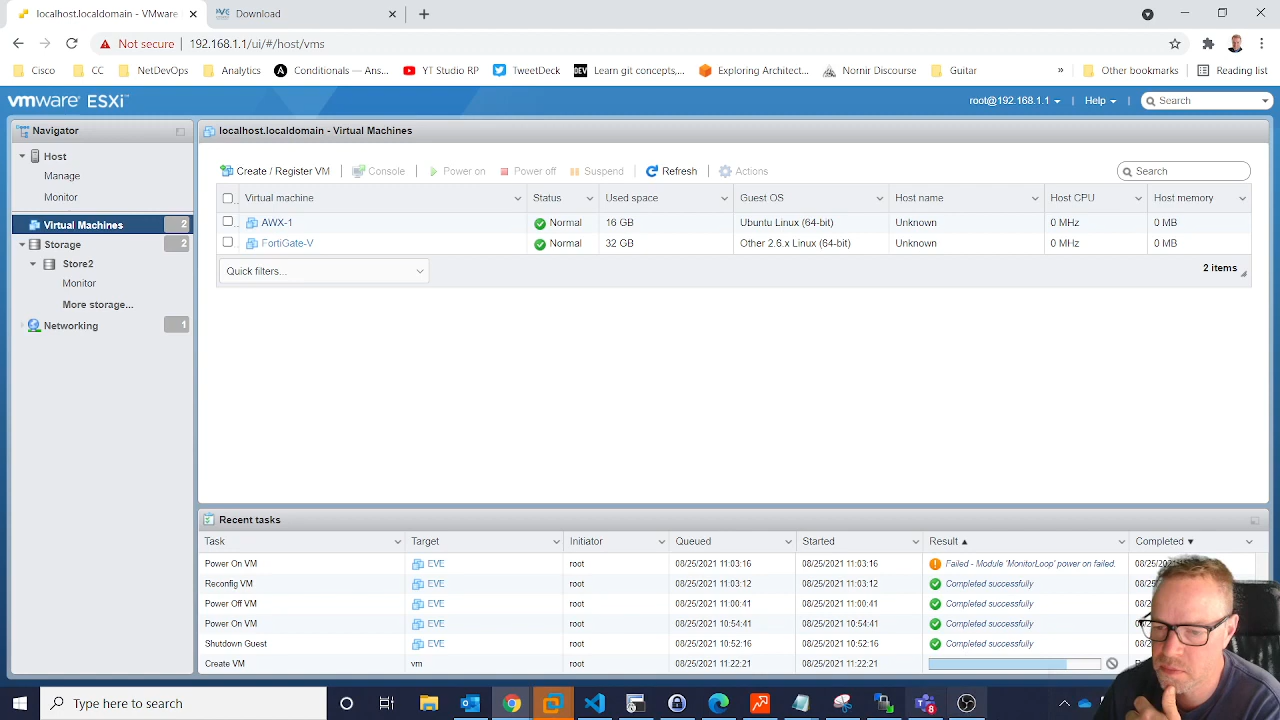 localhost.localdomain - VMware
Download
Not secure
192.168.1.1/ui/#/host/vms
Cisco
CC
NetDevOps
Analytics
Conditionals — Ans...
YT Studio RP
TweetDeck
DEV
Learn git concepts,...
Exploring Architect...
Nornir Discourse
Guitar
»
Other bookmarks
Reading list
vmware ESXi™
root@192.168.1.1
Help
Search
Navigator
Host
Manage
Monitor
Virtual Machines 2
Storage 2
Store2
Monitor
More storage...
Networking 1
localhost.localdomain - Virtual Machines
Create / Register VM
Console
Power on
Power off
Suspend
Refresh
Actions
Search
Virtual machine Status Used space Guest OS Host name Host CPU Host memory
AWX-1 Normal 16 GB Ubuntu Linux (64-bit) Unknown 0 MHz 0 MB
FortiGate-V Normal 32 GB Other 2.6.x Linux (64-bit) Unknown 0 MHz 0 MB
Quick filters...
2 items
Recent tasks
Task Target Initiator Queued Started Result ▲ Completed ▼
Power On VM EVE root 08/25/2021 11:03:16 08/25/2021 11:03:16 Failed - Module 'MonitorLoop' power on failed.
Reconfig VM EVE root 08/25/2021 11:03:12 08/25/2021 11:03:12 Completed successfully
Power Off VM EVE root 08/25/2021 11:00:41 08/25/2021 11:00:41 Completed successfully
Power On VM EVE root 08/25/2021 10:54:41 08/25/2021 10:54:41 Completed successfully
Shutdown Guest EVE root 08/25/2021 10:52:16 08/25/2021 10:52:16 Completed successfully
Create VM vm root 08/25/2021 11:22:21 08/25/2021 11:22:21
Type here to search
8